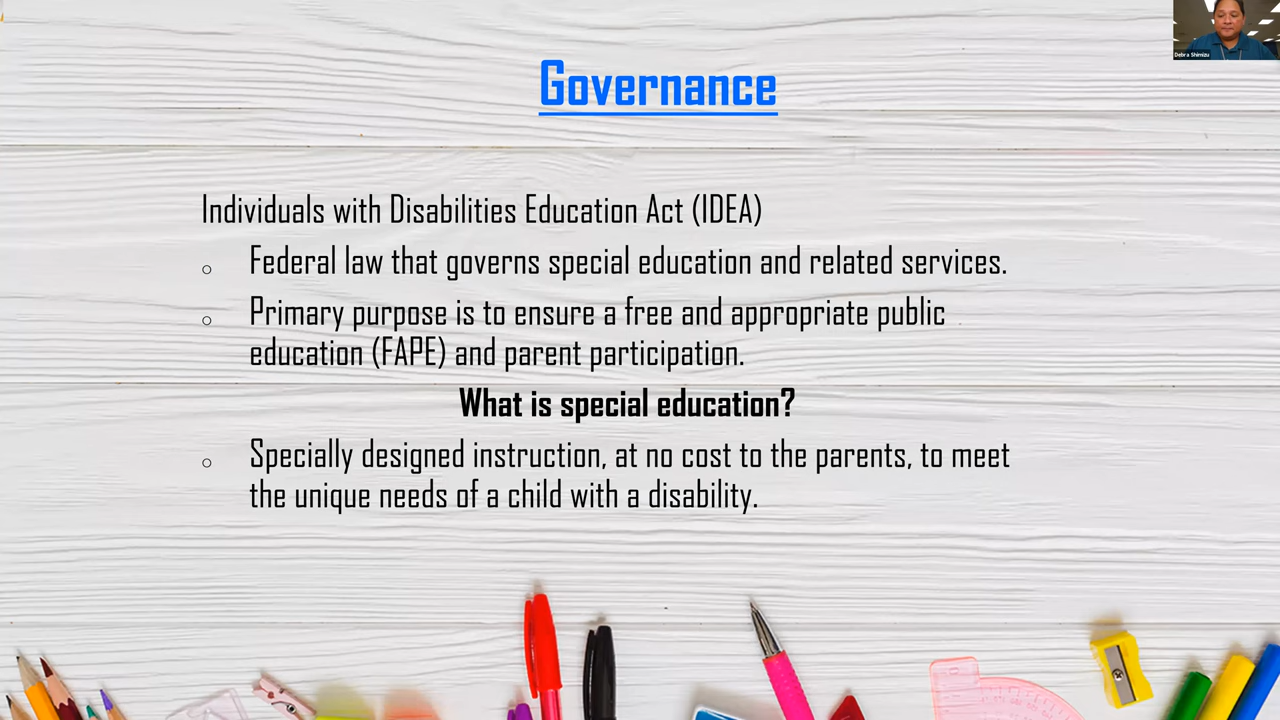 Debra Shimizu
Governance
Individuals with Disabilities Education Act (IDEA)
Federal law that governs special education and related services.
Primary purpose is to ensure a free and appropriate public
education (FAPE) and parent participation.
What is special education?
Specially designed instruction, at no cost to the parents, to meet
the unique needs of a child with a disability.